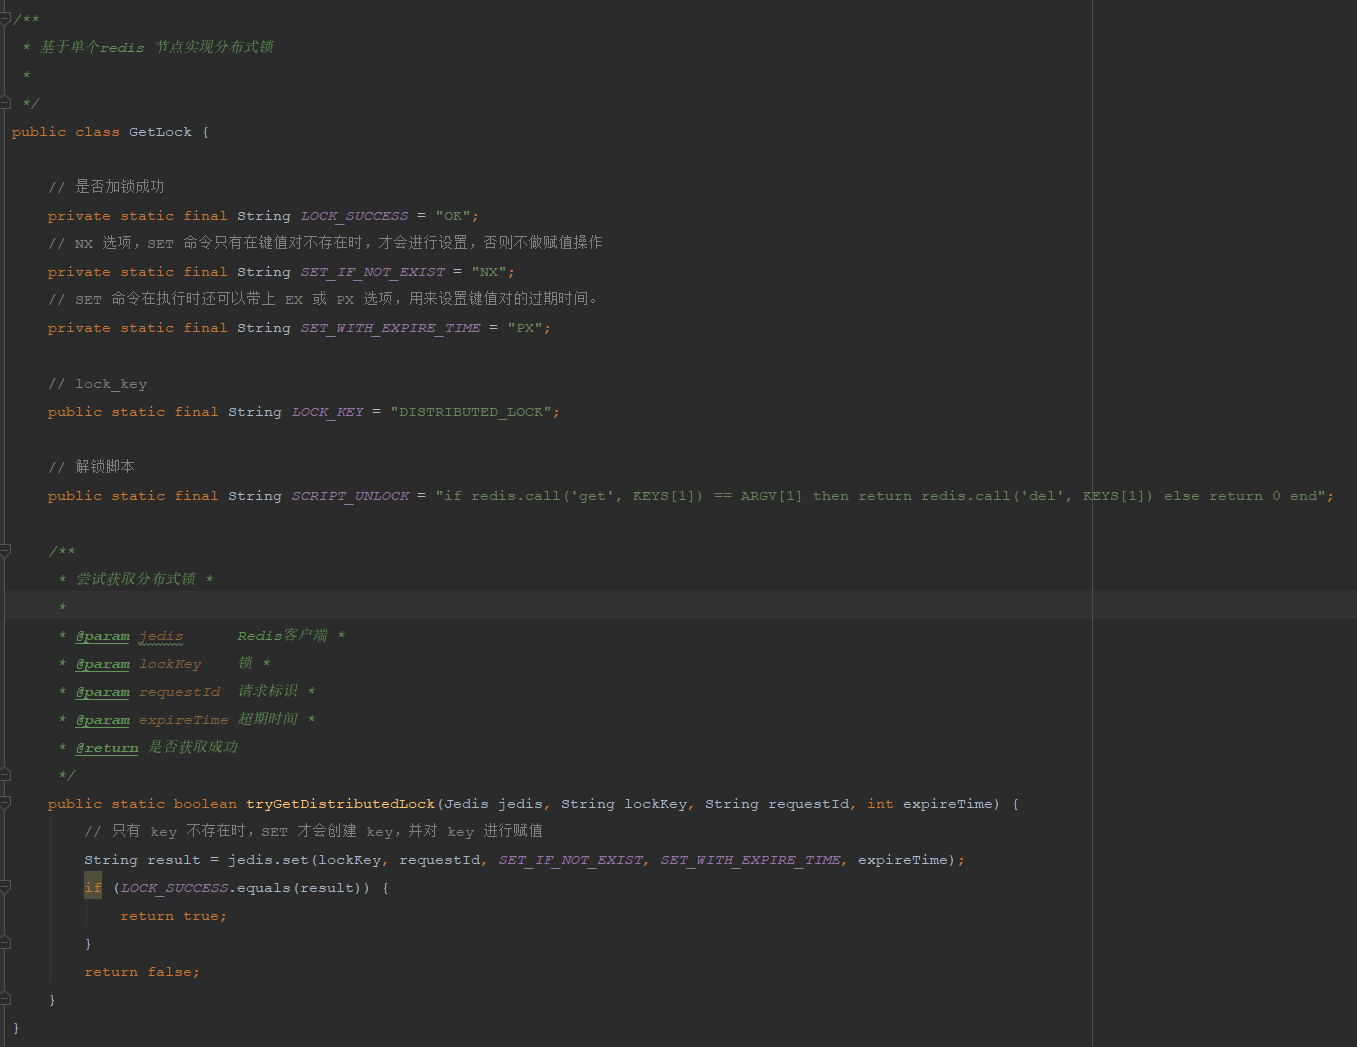 /**
 * 基于单个redis 节点实现分布式锁
 *
 */
public class GetLock {
    // 是否加锁成功
    private static final String LOCK_SUCCESS = "OK";
    // NX 选项，SET 命令只有在键值对不存在时，才会进行设置，否则不做赋值操作
    private static final String SET_IF_NOT_EXIST = "NX";
    // SET 命令在执行时还可以带上 EX 或 PX 选项，用来设置键值对的过期时间。
    private static final String SET_WITH_EXPIRE_TIME = "PX";
    // lock_key
    public static final String LOCK_KEY = "DISTRIBUTED_LOCK";
    // 解锁脚本
    public static final String SCRIPT_UNLOCK = "if redis.call('get', KEYS[1]) == ARGV[1] then return redis.call('del', KEYS[1]) else return 0 end";
    /**
     * 尝试获取分布式锁 *
     *
     * @param jedis      Redis客户端 *
     * @param lockKey    锁 *
     * @param requestId  请求标识 *
     * @param expireTime 超期时间 *
     * @return 是否获取成功
     */
    public static boolean tryGetDistributedLock(Jedis jedis, String lockKey, String requestId, int expireTime) {
        // 只有 key 不存在时，SET 才会创建 key，并对 key 进行赋值
        String result = jedis.set(lockKey, requestId, SET_IF_NOT_EXIST, SET_WITH_EXPIRE_TIME, expireTime);
        if (LOCK_SUCCESS.equals(result)) {
            return true;
        }
        return false;
    }
}